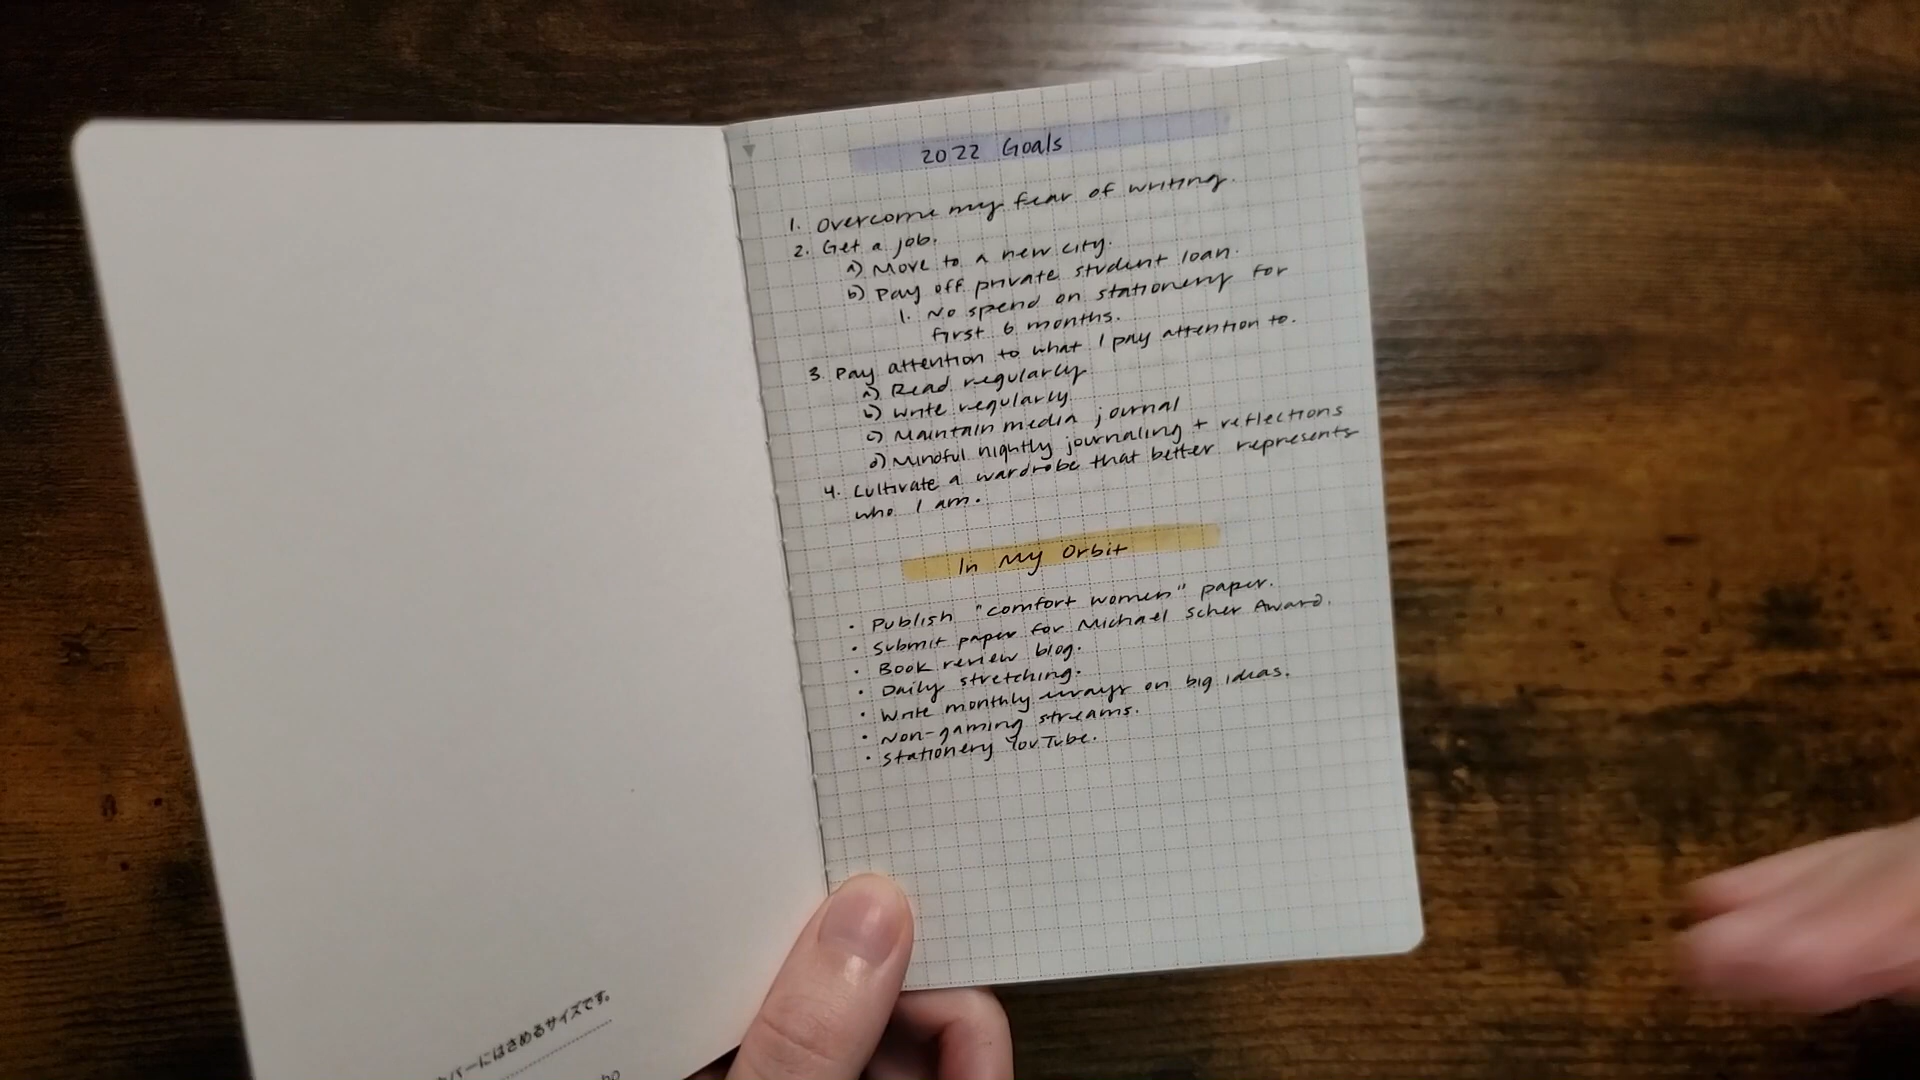 2022 Goals
1. Overcome my fear of writing.
2. Get a job.
a) Move to a new city.
b) Pay off private student loan.
1. No spend on stationery for
first 6 months.
3. Pay attention to what I pay attention to.
a) Read regularly
b) Write regularly
c) Maintain media journal
d) Mindful nightly journaling + reflections
4. Cultivate a wardrobe that better represents
who I am.
In My Orbit
• Publish "comfort women" paper.
• Submit paper for Michael Scher Award.
• Book review blog.
• Daily stretching.
• Write monthly essays on big ideas.
• Non-gaming streams.
• Stationery YouTube.
バーにはさめるサイズです。